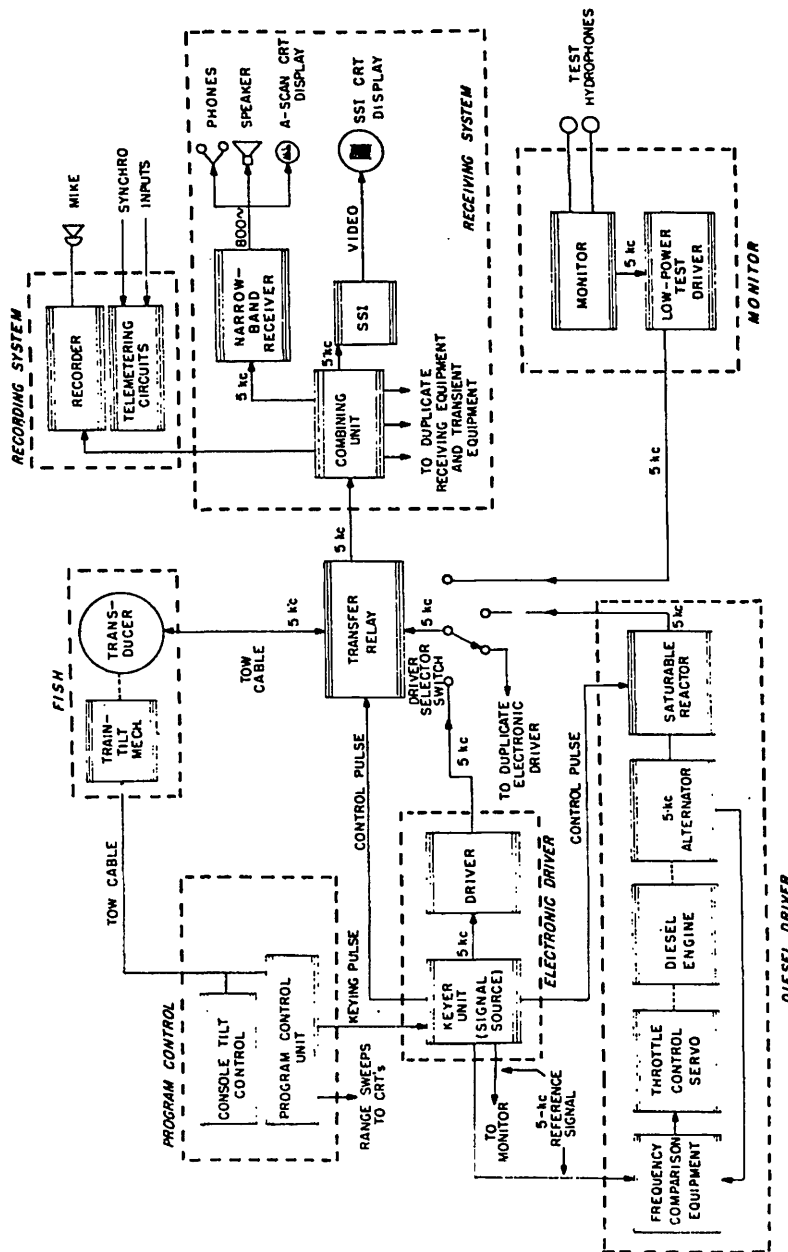 RECORDING SYSTEM
RECORDER
TELEMETERING
CIRCUITS
MIKE
SYNCHRO
INPUTS
FISH
TRAIN-
TILT
MECH.
TRANS-
DUCER
TOW CABLE
TOW
CABLE
5 kc
PROGRAM CONTROL
CONSOLE TILT
CONTROL
PROGRAM CONTROL
UNIT
RANGE SWEEPS
TO CRT'S
KEYING PULSE
CONTROL PULSE
TRANSFER
RELAY
5 kc
COMBINING
UNIT
5 kc
NARROW-
BAND
RECEIVER
800~
PHONES
SPEAKER
A-SCAN CRT
DISPLAY
5 kc
SSI
VIDEO
SSI CRT
DISPLAY
TO DUPLICATE
RECEIVING EQUIPMENT
AND TRANSIENT
EQUIPMENT
RECEIVING SYSTEM
KEYER
UNIT
(SIGNAL
SOURCE)
5 kc
DRIVER
ELECTRONIC DRIVER
5 kc
DRIVER
SELECTOR
SWITCH
5 kc
TO DUPLICATE
ELECTRONIC
DRIVER
TO
MONITOR
5-kc
REFERENCE
SIGNAL
CONTROL PULSE
FREQUENCY
COMPARISON
EQUIPMENT
THROTTLE
CONTROL
SERVO
DIESEL
ENGINE
5-kc
ALTERNATOR
SATURABLE
REACTOR
5 kc
DIESEL DRIVER
5 kc
MONITOR
5 kc
LOW-POWER
TEST
DRIVER
MONITOR
TEST
HYDROPHONES